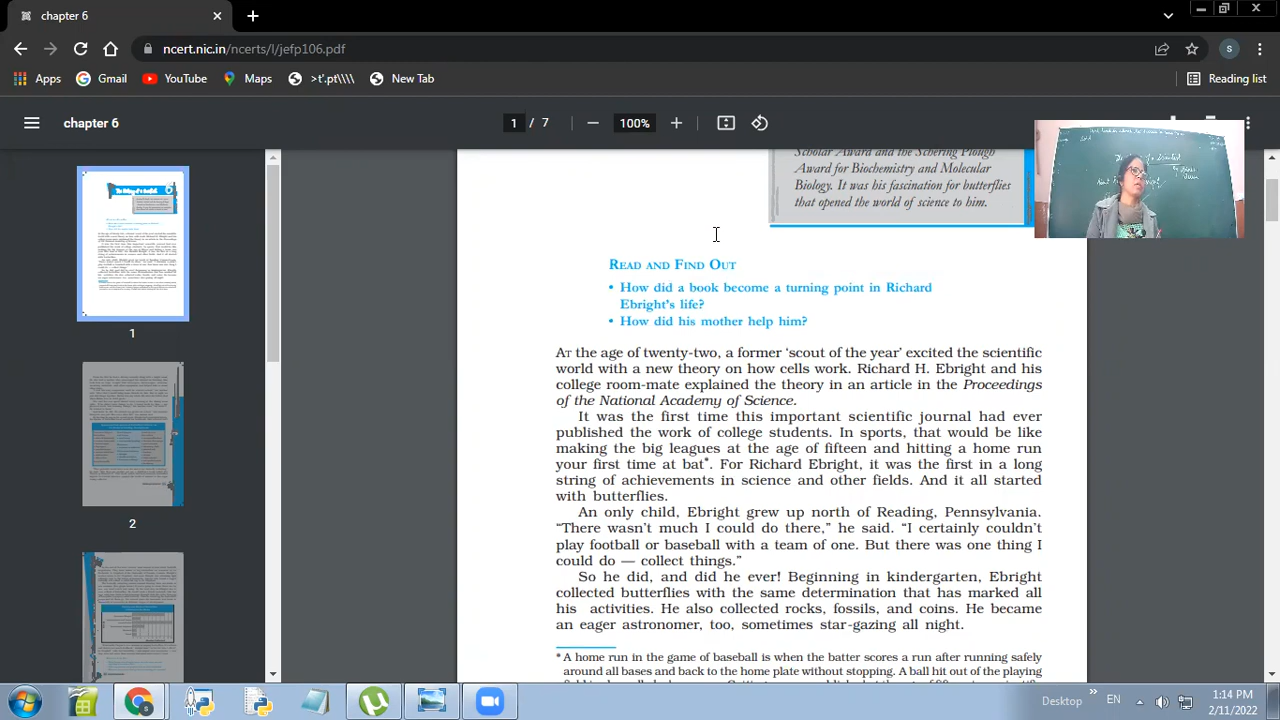 chapter 6
ncert.nic.in/ncerts/l/jefp106.pdf
S
Apps
Gmail
YouTube
Maps
>t'.pt\\\\
New Tab
Reading list
chapter 6
1 / 7
100%
6
1
2
Scholar Award and the Schering Plough
Award for Biochemistry and Molecular
Biology. It was his fascination for butterflies
that opened the world of science to him.
READ AND FIND OUT
• How did a book become a turning point in Richard
Ebright's life?
• How did his mother help him?
AT the age of twenty-two, a former ‘scout of the year’ excited the scientific
world with a new theory on how cells work. Richard H. Ebright and his
college room-mate explained the theory in an article in the Proceedings
of the National Academy of Science.
It was the first time this important scientific journal had ever
published the work of college students. In sports, that would be like
making the big leagues at the age of fifteen and hitting a home run
your first time at bat*. For Richard Ebright, it was the first in a long
string of achievements in science and other fields. And it all started
with butterflies.
An only child, Ebright grew up north of Reading, Pennsylvania.
“There wasn’t much I could do there,” he said. “I certainly couldn’t
play football or baseball with a team of one. But there was one thing I
could do — collect things.”
So he did, and did he ever! Beginning in kindergarten, Ebright
collected butterflies with the same determination that has marked all
his activities. He also collected rocks, fossils, and coins. He became
an eager astronomer, too, sometimes star-gazing all night.
* A home run in the game of baseball is when the batter scores a run after running safely
around all bases and back to the home plate without stopping. A ball hit out of the playing
Desktop
EN
1:14 PM
2/11/2022